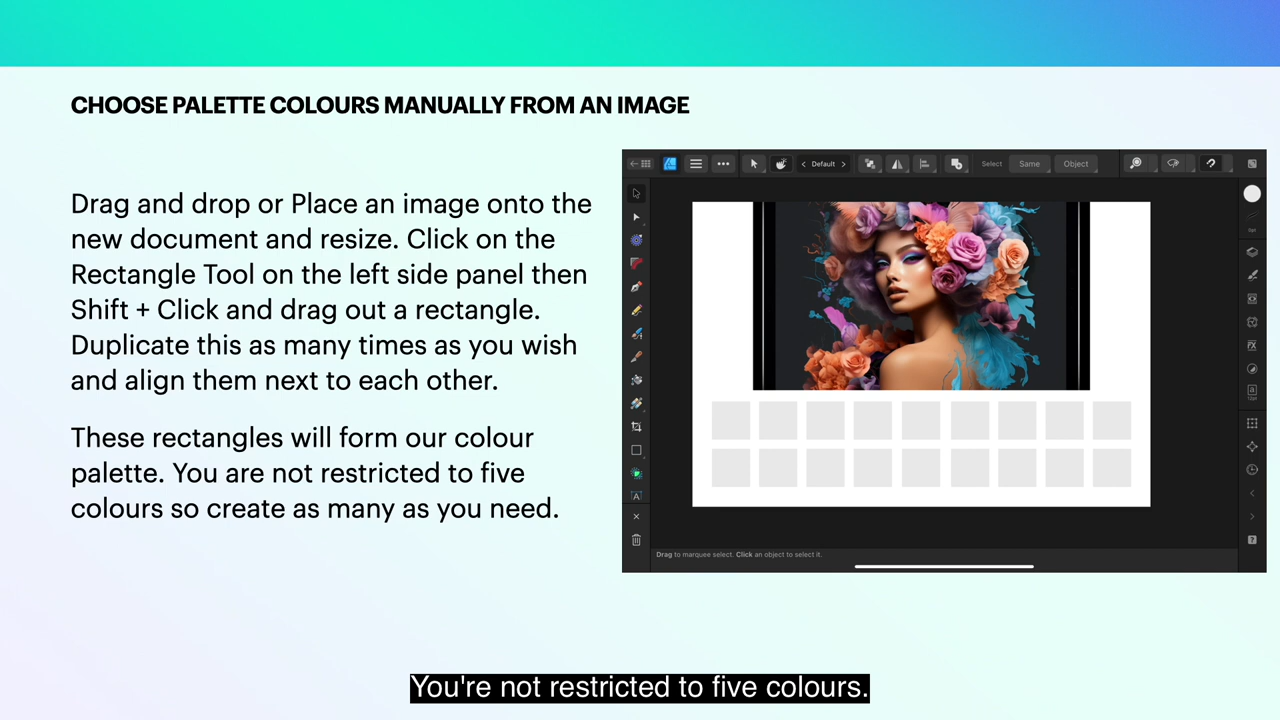 CHOOSE PALETTE COLOURS MANUALLY FROM AN IMAGE
Drag and drop or Place an image onto the
new document and resize. Click on the
Rectangle Tool on the left side panel then
Shift + Click and drag out a rectangle.
Duplicate this as many times as you wish
and align them next to each other.
These rectangles will form our colour
palette. You are not restricted to five
colours so create as many as you need.
< Default >
Select
Same
Object
0pt
FX
a
12pt
A
?
Drag to marquee select. Click an object to select it.
You're not restricted to five colours.